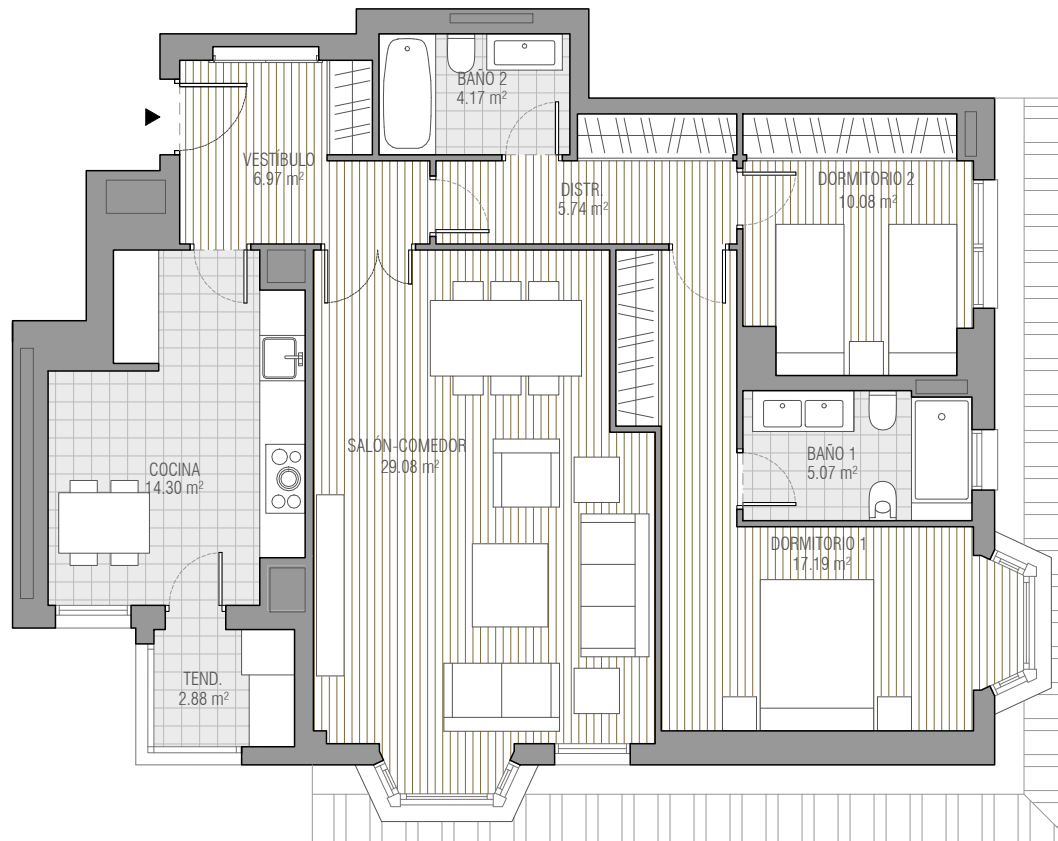 BAÑO 2
4.17 m²
VESTÍBULO
6.97 m²
DISTR.
5.74 m²
DORMITORIO 2
10.08 m²
COCINA
14.30 m²
SALÓN-COMEDOR
29.08 m²
BAÑO 1
5.07 m²
DORMITORIO 1
17.19 m²
TEND.
2.88 m²